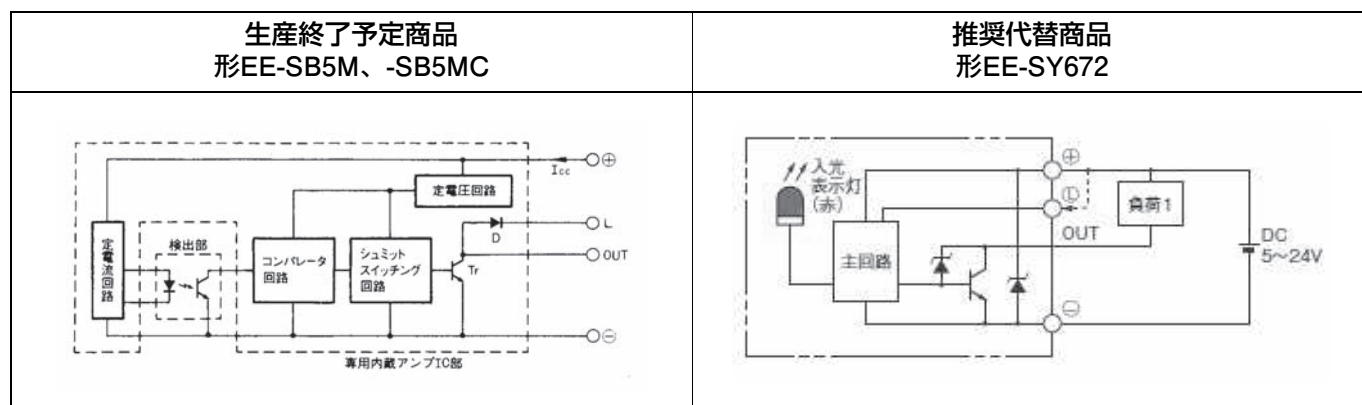 生産終了予定商品
形EE-SB5M、-SB5MC
推奨代替商品
形EE-SY672
Icc
⊕
定電圧回路
L
D
OUT
定電流回路
検出部
コンパレータ
回路
シュミット
スイッチング
回路
Tr
⊖
専用内蔵アンプIC部
入光
表示灯
(赤)
主回路
⊕
Ⓛ
OUT
負荷1
DC
5～24V
⊖